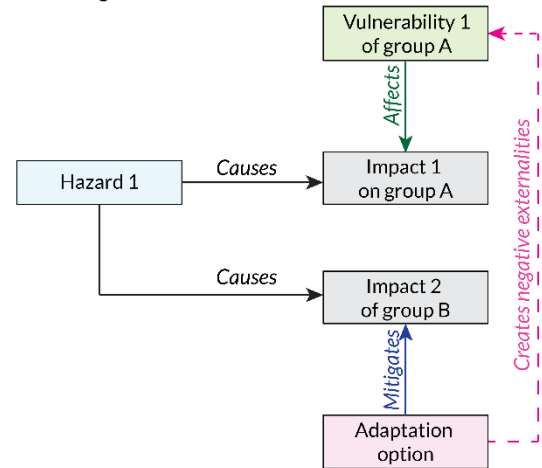 Vulnerability 1
of group A
Affects
Causes
Hazard 1
Impact 1
on group A
Causes
Impact 2
of group B
Mitigates
Adaptation
option
Creates negative externalities